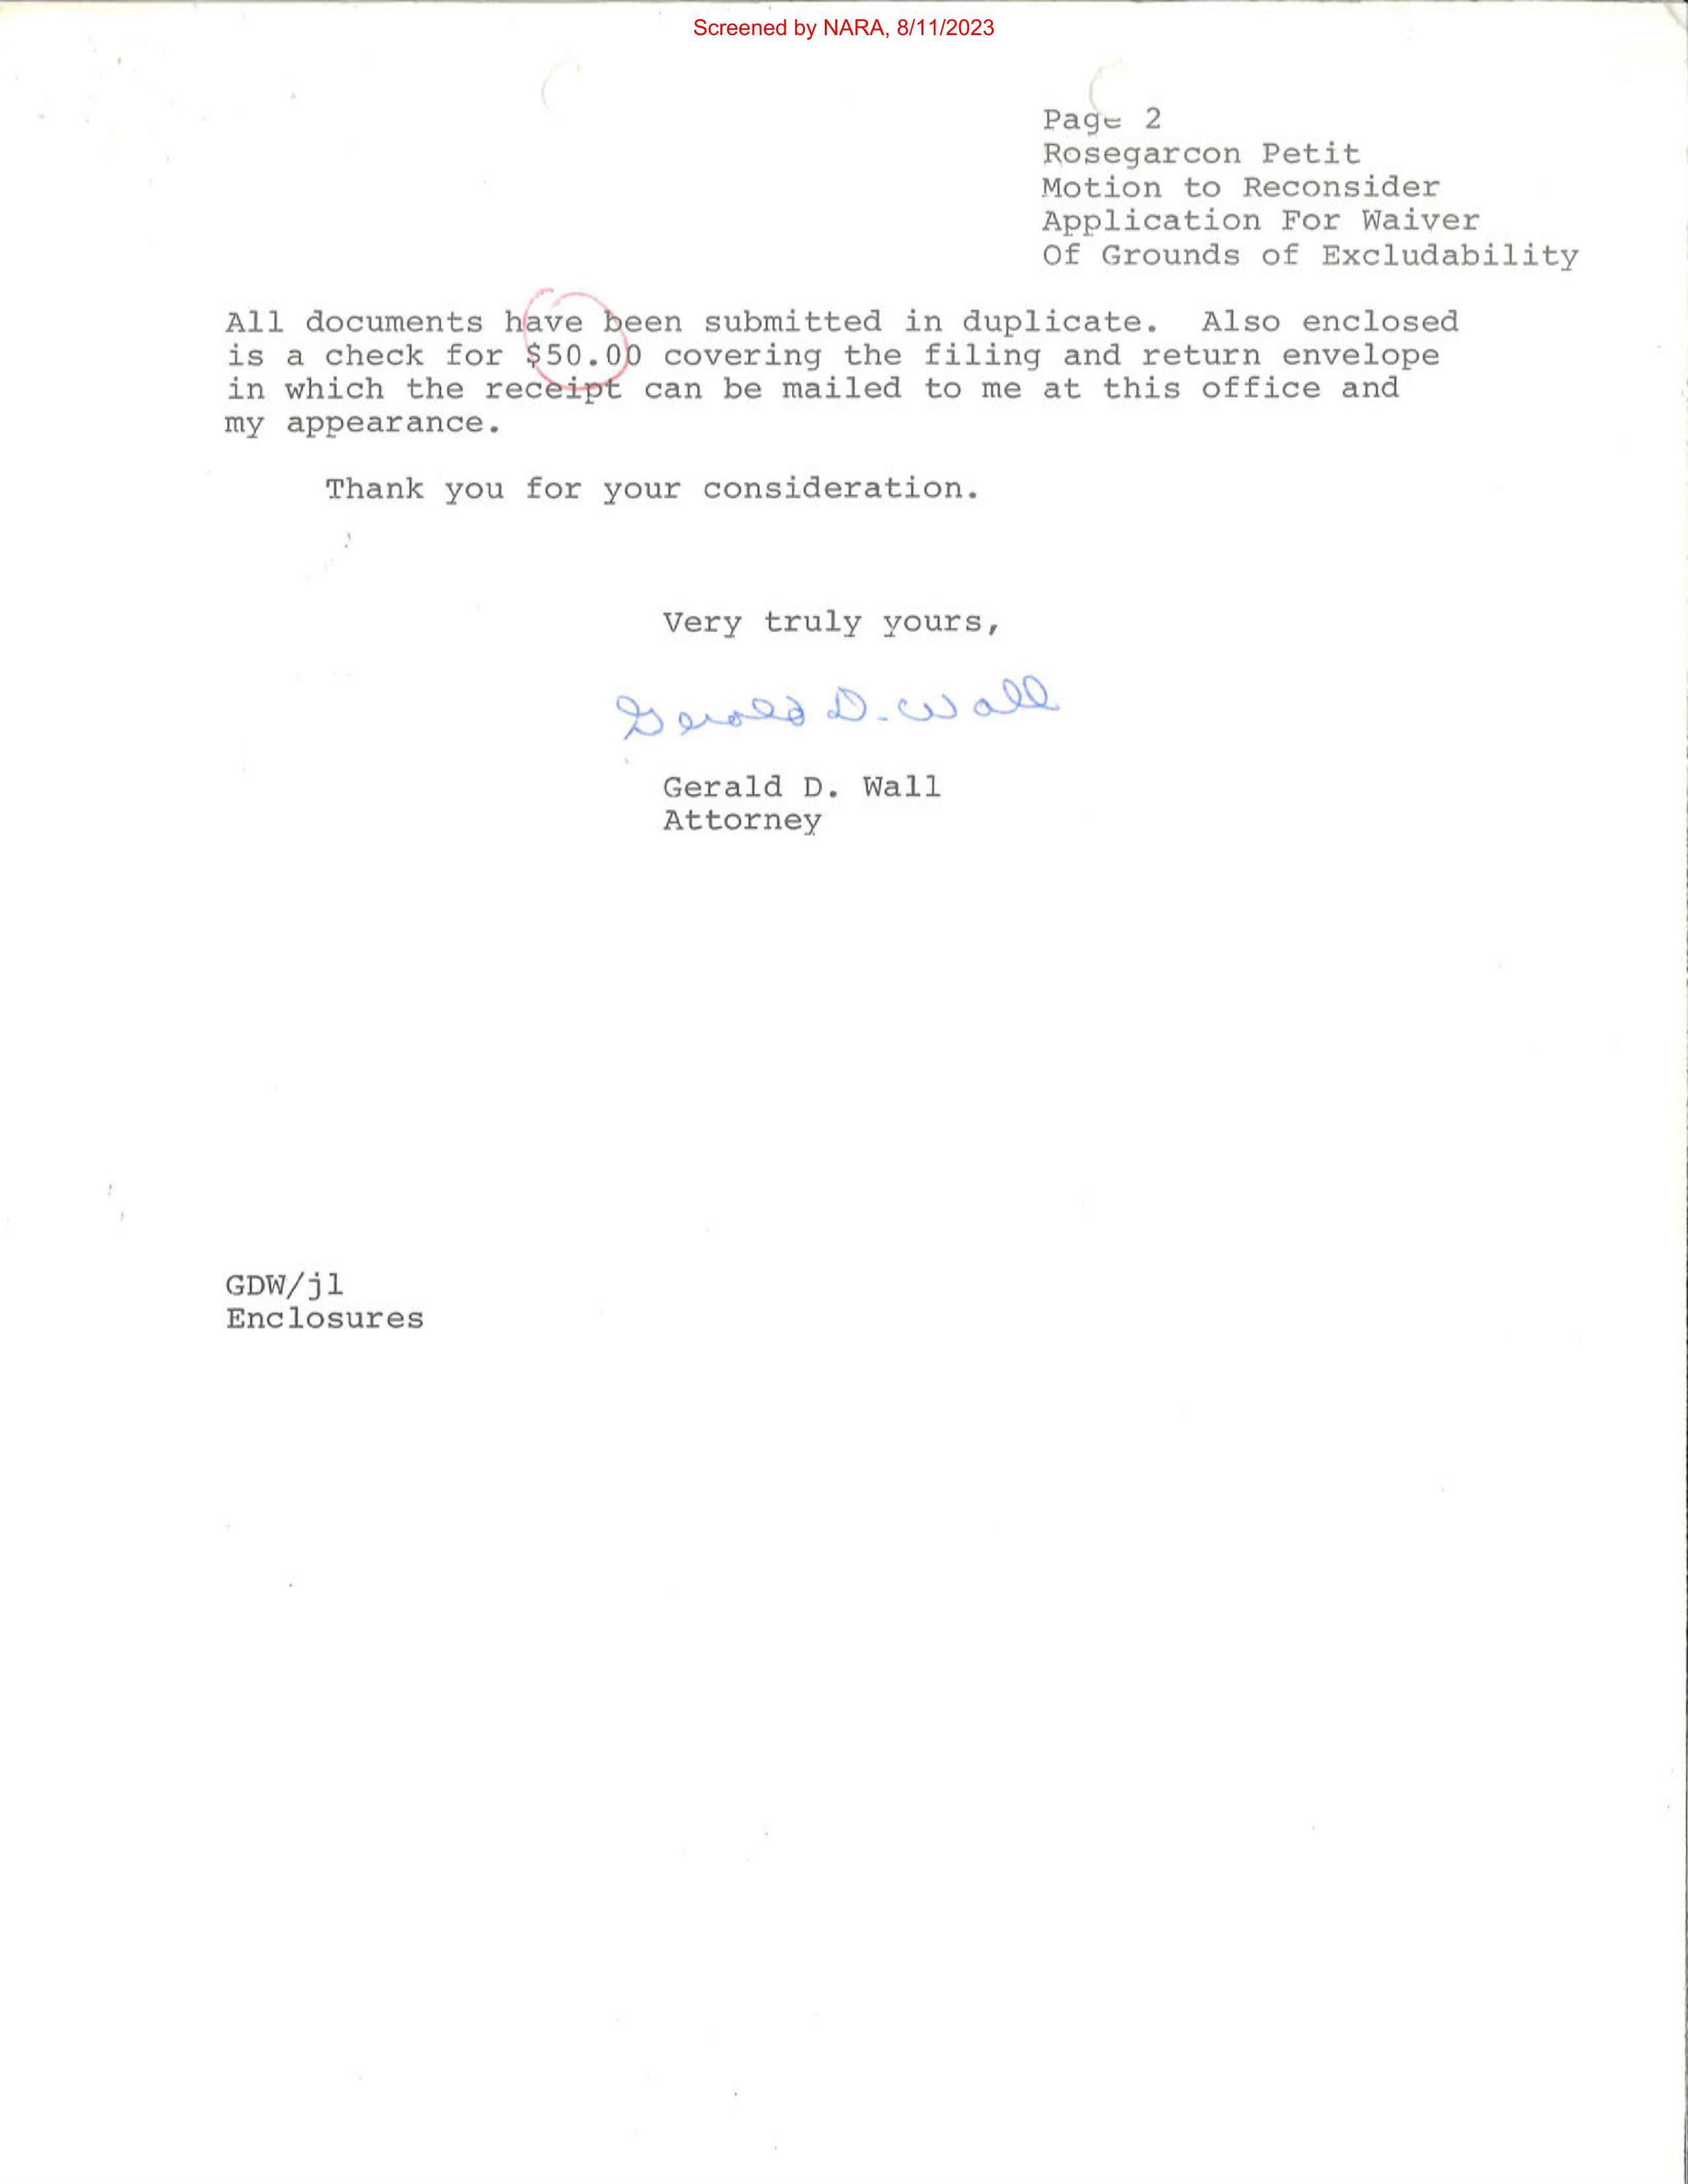 Screened by NARA, 8/11/2023
Page 2
Rosegarcon Petit
Motion to Reconsider
Application For Waiver
Of Grounds of Excludability
All documents have been submitted in duplicate.  Also enclosed
is a check for $50.00 covering the filing and return envelope
in which the receipt can be mailed to me at this office and
my appearance.
Thank you for your consideration.
Very truly yours,
Gerald D. Wall
Gerald D. Wall
Attorney
GDW/jl
Enclosures